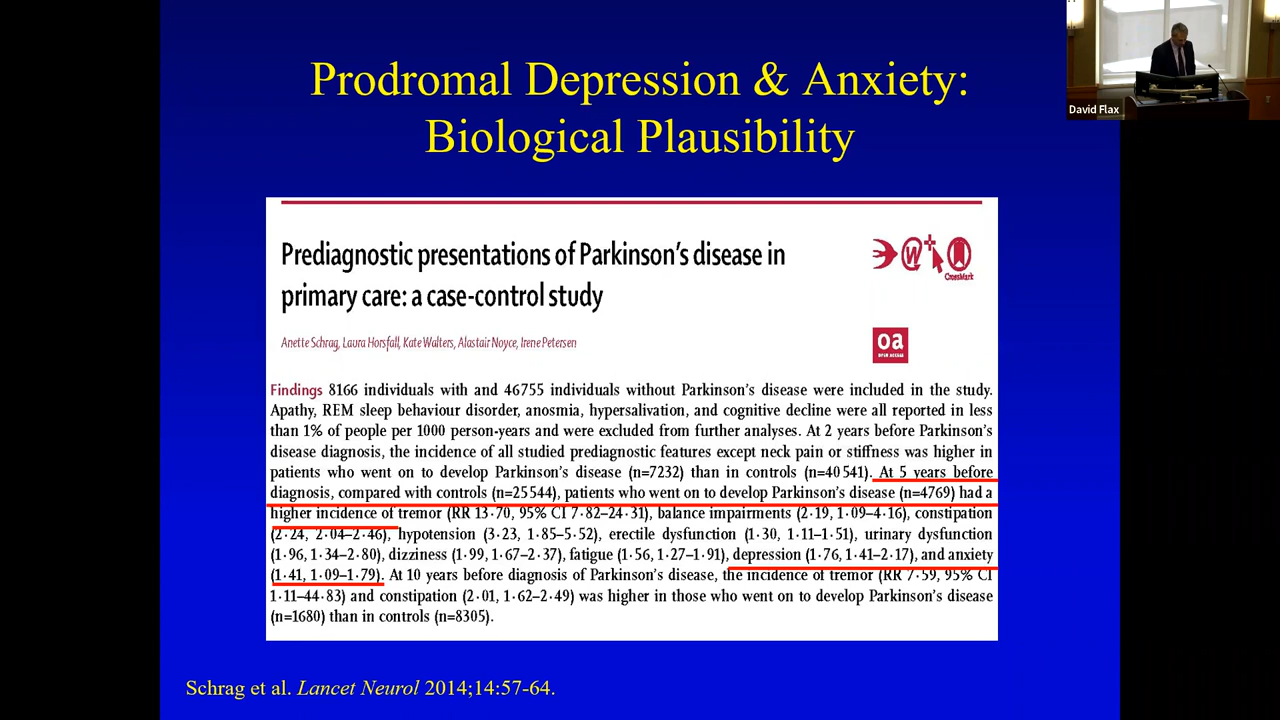 Prodromal Depression & Anxiety:
Biological Plausibility
David Flax
Prediagnostic presentations of Parkinson's disease in
primary care: a case-control study
CrossMark
Anette Schrag, Laura Horsfall, Kate Walters, Alastair Noyce, Irene Petersen
oa
OPEN ACCESS
Findings 8166 individuals with and 46755 individuals without Parkinson's disease were included in the study.
Apathy, REM sleep behaviour disorder, anosmia, hypersalivation, and cognitive decline were all reported in less
than 1% of people per 1000 person-years and were excluded from further analyses. At 2 years before Parkinson's
disease diagnosis, the incidence of all studied prediagnostic features except neck pain or stiffness was higher in
patients who went on to develop Parkinson's disease (n=7232) than in controls (n=40541). At 5 years before
diagnosis, compared with controls (n=25544), patients who went on to develop Parkinson's disease (n=4769) had a
higher incidence of tremor (RR 13·70, 95% CI 7·82–24·31), balance impairments (2·19, 1·09–4·16), constipation
(2·24, 2·04–2·46), hypotension (3·23, 1·85–5·52), erectile dysfunction (1·30, 1·11–1·51), urinary dysfunction
(1·96, 1·34–2·80), dizziness (1·99, 1·67–2·37), fatigue (1·56, 1·27–1·91), depression (1·76, 1·41–2·17), and anxiety
(1·41, 1·09–1·79). At 10 years before diagnosis of Parkinson's disease, the incidence of tremor (RR 7·59, 95% CI
1·11–44·83) and constipation (2·01, 1·62–2·49) was higher in those who went on to develop Parkinson's disease
(n=1680) than in controls (n=8305).
Schrag et al. Lancet Neurol 2014;14:57-64.